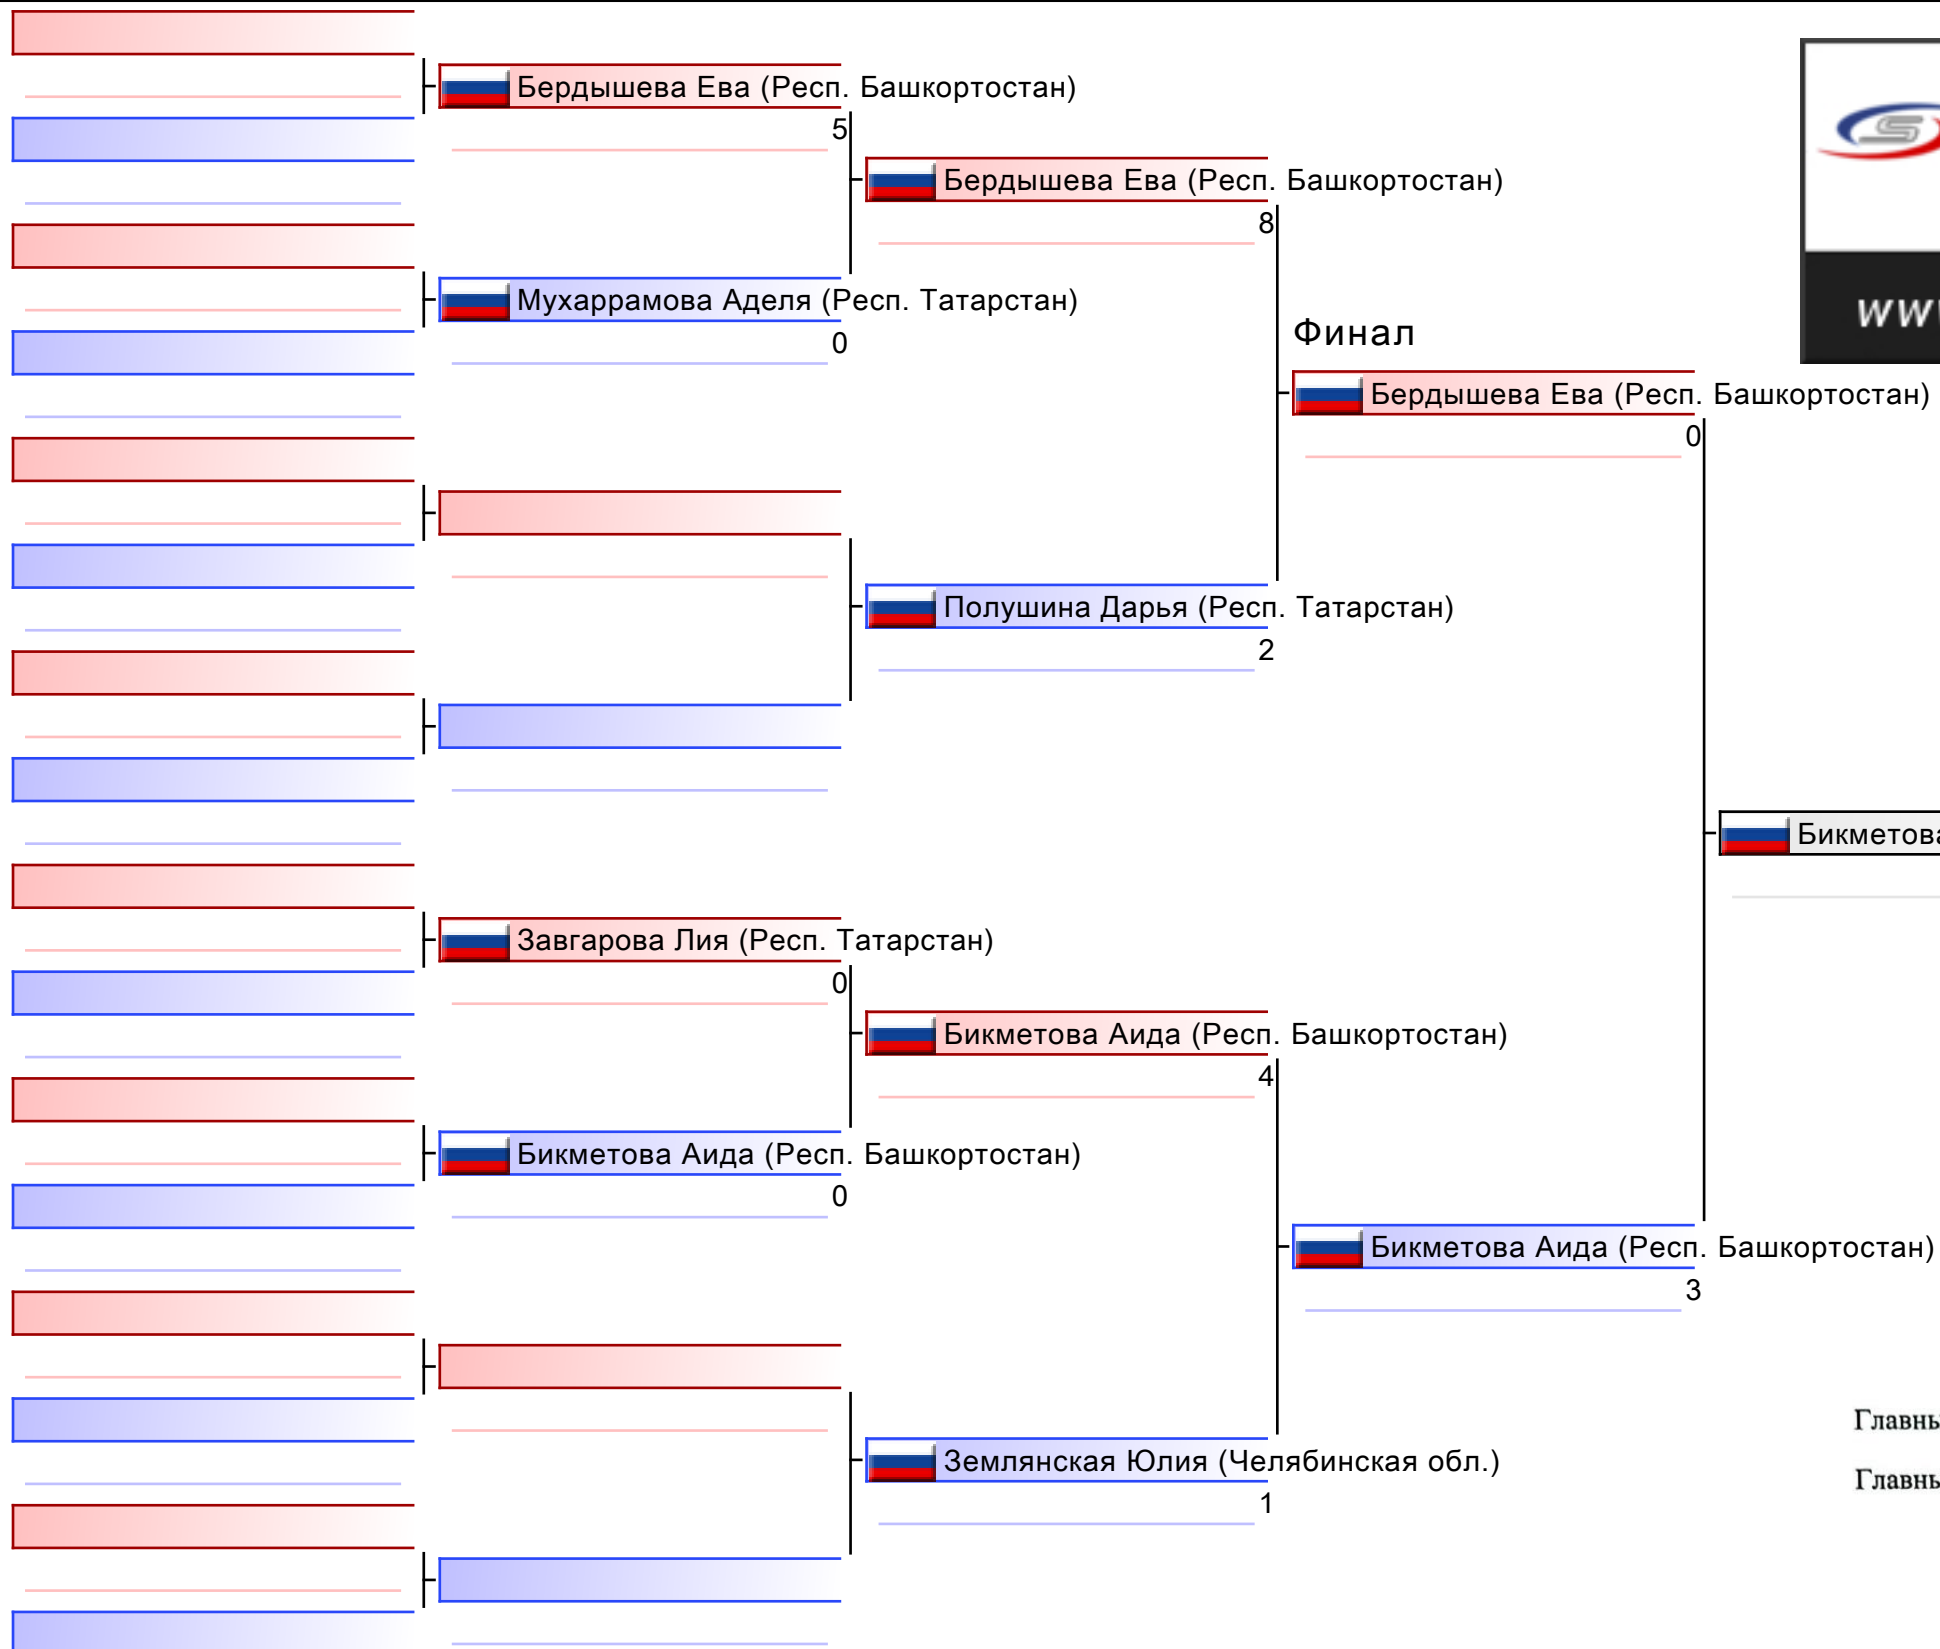 Бердышева Ева (Респ. Башкортостан)
5
Бердышева Ева (Респ. Башкортостан)
8
Мухаррамова Аделя (Респ. Татарстан)
0
Финал
Бердышева Ева (Респ. Башкортостан)
0
Полушина Дарья (Респ. Татарстан)
2
Бикметова
Завгарова Лия (Респ. Татарстан)
0
Бикметова Аида (Респ. Башкортостан)
4
Бикметова Аида (Респ. Башкортостан)
0
Бикметова Аида (Респ. Башкортостан)
3
Землянская Юлия (Челябинская обл.)
1